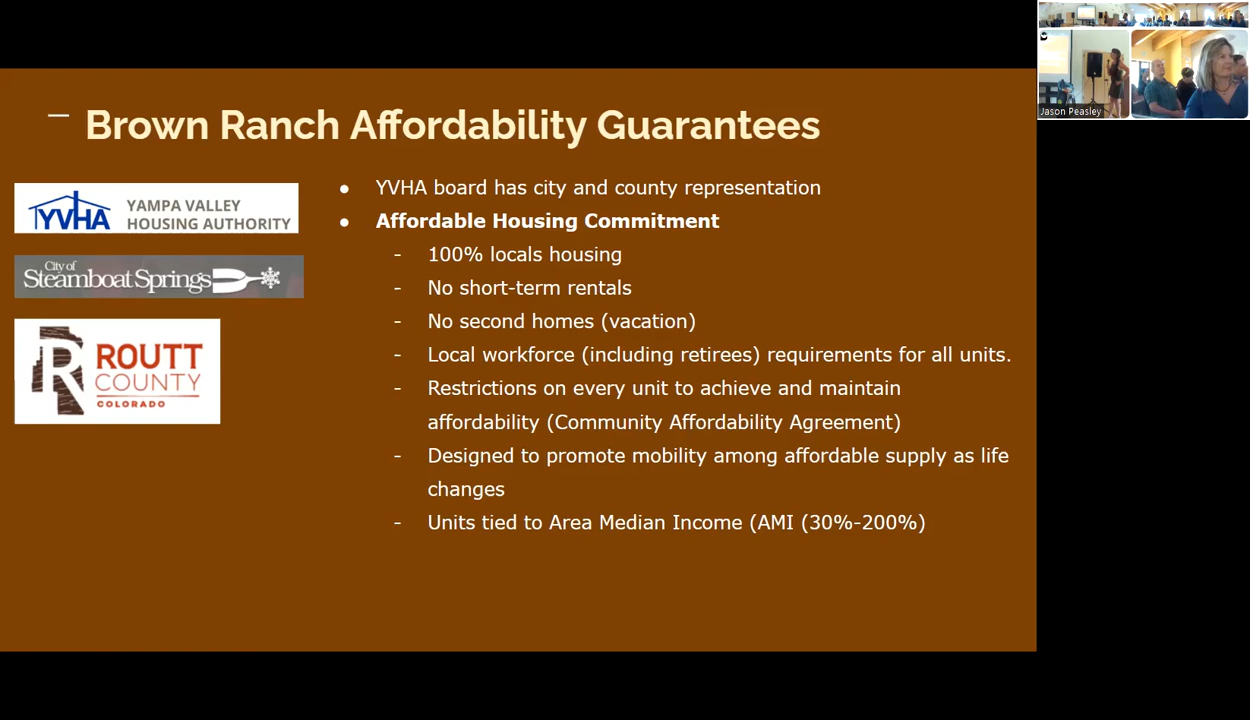 Brown Ranch Affordability Guarantees
YVHA
YAMPA VALLEY
HOUSING AUTHORITY
City of
Steamboat Springs
R ROUTT
COUNTY
COLORADO
● YVHA board has city and county representation
● Affordable Housing Commitment
- 100% locals housing
- No short-term rentals
- No second homes (vacation)
- Local workforce (including retirees) requirements for all units.
- Restrictions on every unit to achieve and maintain
affordability (Community Affordability Agreement)
- Designed to promote mobility among affordable supply as life
changes
- Units tied to Area Median Income (AMI (30%-200%)
Jason Peasley